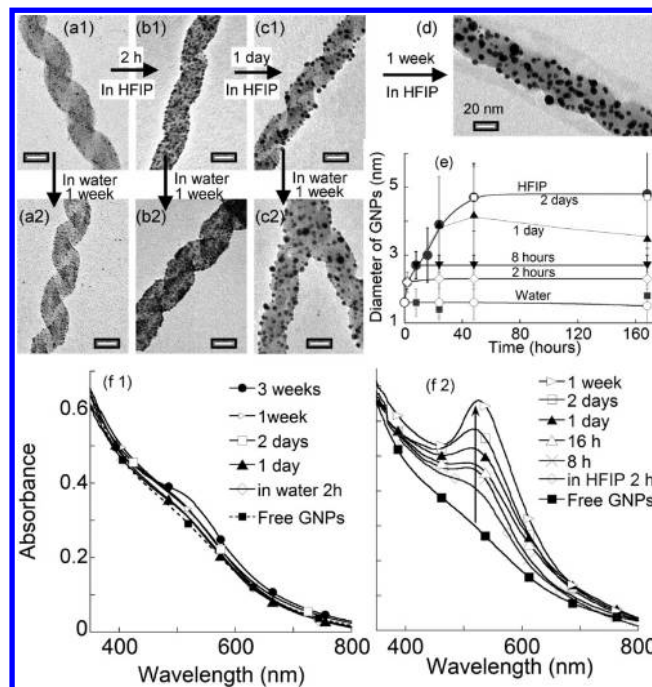 (a1)
2 h
In HFIP
(b1)
1 day
In HFIP
(c1)
1 week
In HFIP
(d)
20 nm
In water
1 week
In water
1 week
In water
1 week
(a2)
(b2)
(c2)
(e)
HFIP
2 days
1 day
8 hours
2 hours
Water
Diameter of GNPs (nm)
5
3
1
0 40 80 120 160
Time (hours)
(f 1)
3 weeks
1week
2 days
1 day
in water 2h
Free GNPs
Absorbance
0.6
0.4
0.2
0
400 600 800
Wavelength (nm)
(f 2)
1 week
2 days
1 day
16 h
8 h
in HFIP 2 h
Free GNPs
400 600 800
Wavelength (nm)